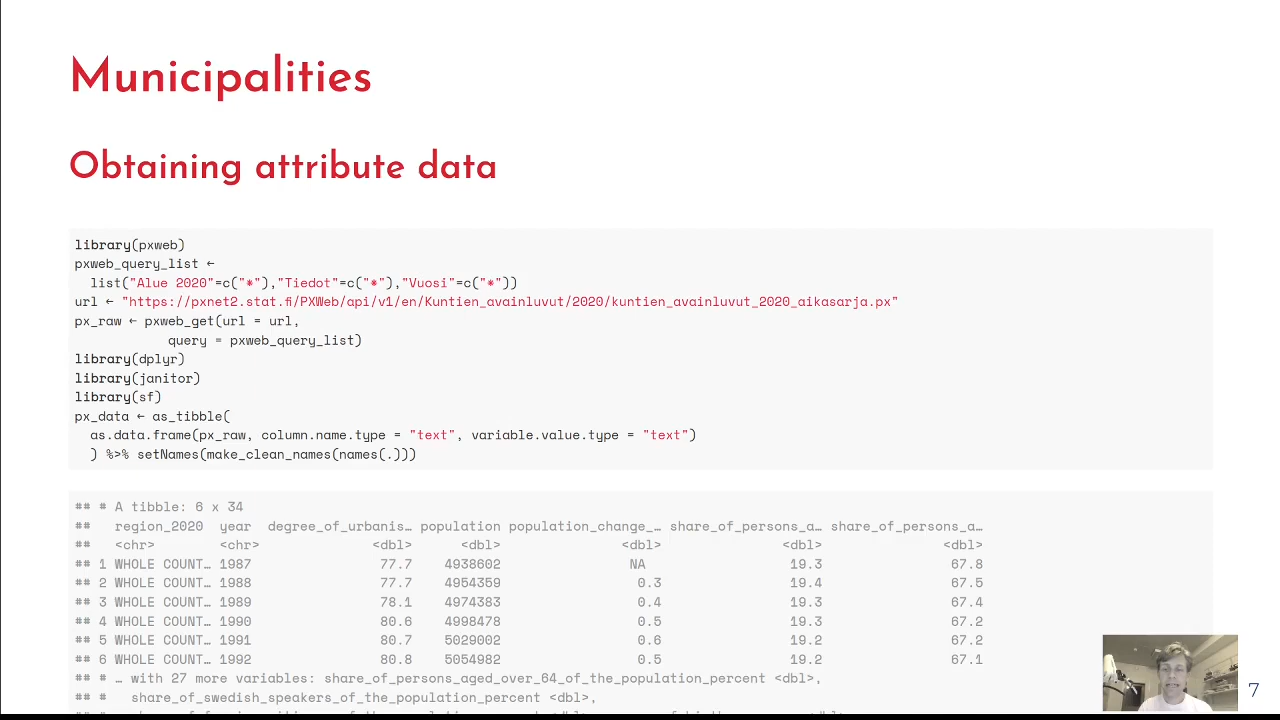 Municipalities
Obtaining attribute data
library(pxweb)
pxweb_query_list ←
list("Alue 2020"=c("*"),"Tiedot"=c("*"),"Vuosi"=c("*"))
url ← "https://pxnet2.stat.fi/PXWeb/api/v1/en/Kuntien_avainluvut/2020/kuntien_avainluvut_2020_aikasarja.px"
px_raw ← pxweb_get(url = url,
query = pxweb_query_list)
library(dplyr)
library(janitor)
library(sf)
px_data ← as_tibble(
as.data.frame(px_raw, column.name.type = "text", variable.value.type = "text")
) %>% setNames(make_clean_names(names(.)))
## # A tibble: 6 x 34
## region_2020 year degree_of_urbanis… population population_change_… share_of_persons_a… share_of_persons_a…
## <chr> <chr> <dbl> <dbl> <dbl> <dbl> <dbl>
## 1 WHOLE COUNT… 1987 77.7 4938602 NA 19.3 67.8
## 2 WHOLE COUNT… 1988 77.7 4954359 0.3 19.4 67.5
## 3 WHOLE COUNT… 1989 78.1 4974383 0.4 19.3 67.4
## 4 WHOLE COUNT… 1990 80.6 4998478 0.5 19.3 67.2
## 5 WHOLE COUNT… 1991 80.7 5029002 0.6 19.2 67.2
## 6 WHOLE COUNT… 1992 80.8 5054982 0.5 19.2 67.1
## # … with 27 more variables: share_of_persons_aged_over_64_of_the_population_percent <dbl>,
## # share_of_swedish_speakers_of_the_population_percent <dbl>,
7